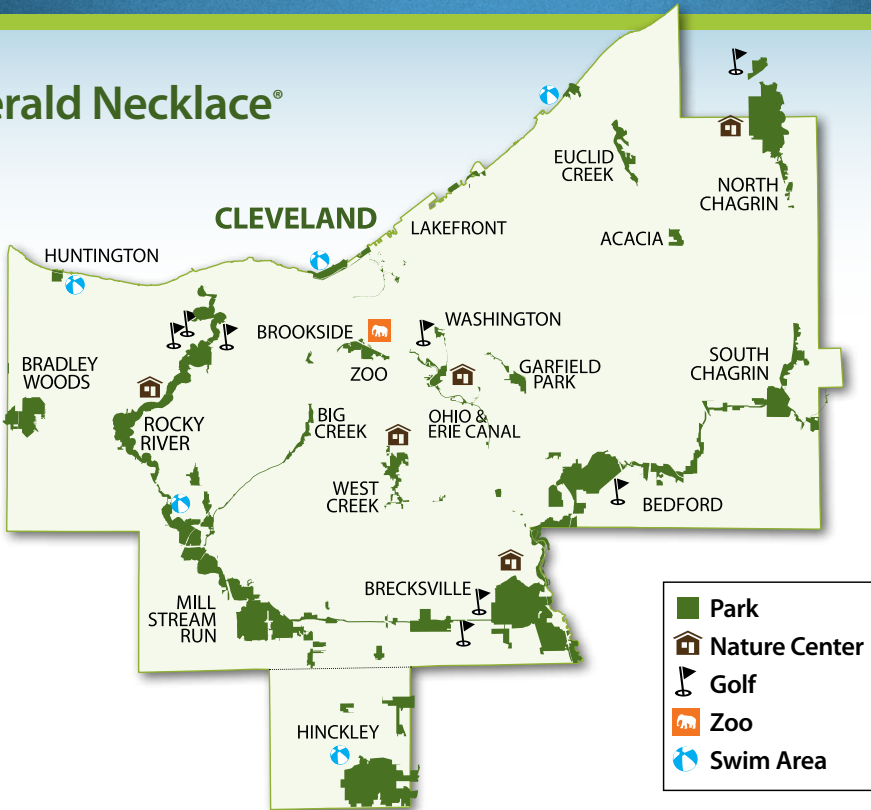 erald Necklace®
CLEVELAND
EUCLID
CREEK
NORTH
CHAGRIN
LAKEFRONT
ACACIA
HUNTINGTON
BROOKSIDE
ZOO
WASHINGTON
GARFIELD
PARK
SOUTH
CHAGRIN
BRADLEY
WOODS
ROCKY
RIVER
BIG
CREEK
OHIO &
ERIE CANAL
WEST
CREEK
BEDFORD
BRECKSVILLE
MILL
STREAM
RUN
HINCKLEY
Park
Nature Center
Golf
Zoo
Swim Area